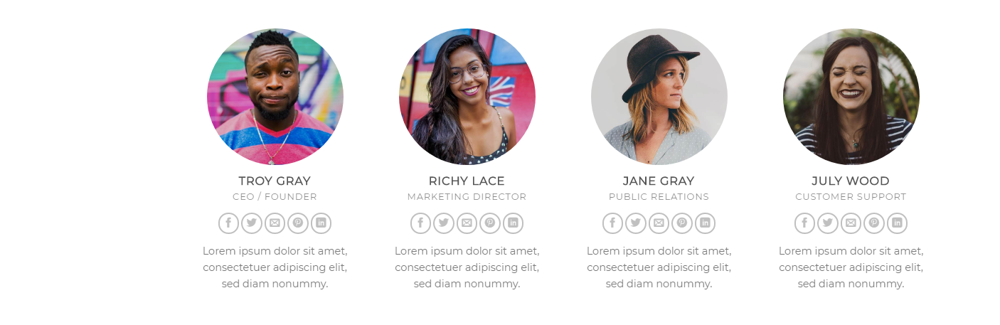 TROY GRAY
CEO / FOUNDER
Lorem ipsum dolor sit amet,
consectetuer adipiscing elit,
sed diam nonummy.
RICHY LACE
MARKETING DIRECTOR
Lorem ipsum dolor sit amet,
consectetuer adipiscing elit,
sed diam nonummy.
JANE GRAY
PUBLIC RELATIONS
Lorem ipsum dolor sit amet,
consectetuer adipiscing elit,
sed diam nonummy.
JULY WOOD
CUSTOMER SUPPORT
Lorem ipsum dolor sit amet,
consectetuer adipiscing elit,
sed diam nonummy.